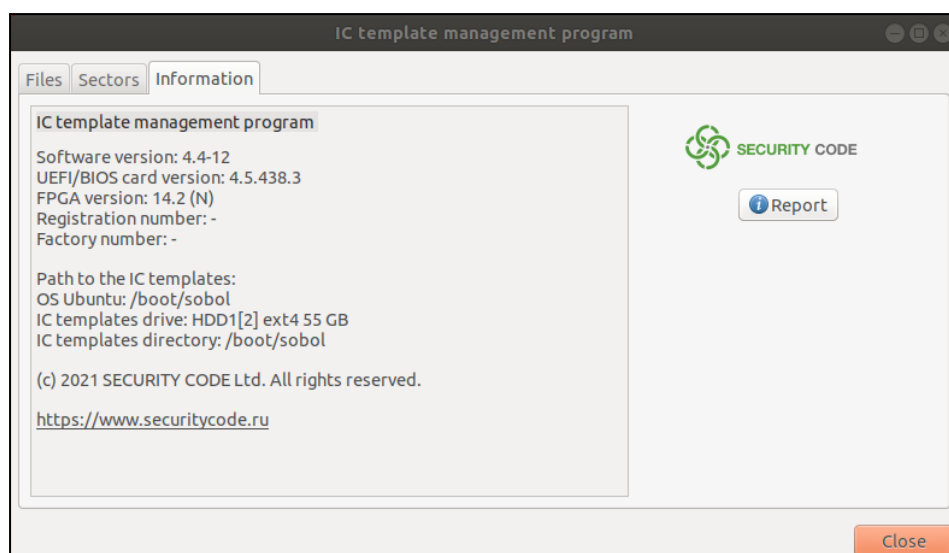 IC template management program
Files Sectors Information
IC template management program
Software version: 4.4-12
UEFI/BIOS card version: 4.5.438.3
FPGA version: 14.2 (N)
Registration number: -
Factory number: -
Path to the IC templates:
OS Ubuntu: /boot/sobol
IC templates drive: HDD1[2] ext4 55 GB
IC templates directory: /boot/sobol
(c) 2021 SECURITY CODE Ltd. All rights reserved.
https://www.securitycode.ru
SECURITY CODE
Report
Close